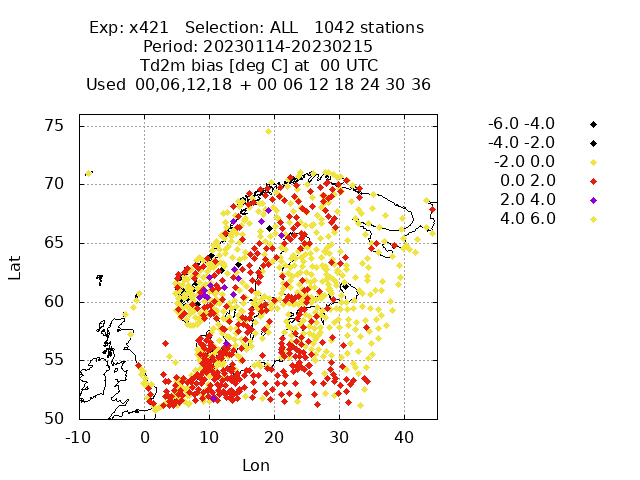 Exp: x421   Selection: ALL   1042 stations
Period: 20230114-20230215
Td2m bias [deg C] at  00 UTC
Used  00,06,12,18 + 00 06 12 18 24 30 36
-6.0 -4.0
-4.0 -2.0
-2.0 0.0
0.0 2.0
2.0 4.0
4.0 6.0
75
70
65
60
55
50
Lat
-10 0 10 20 30 40
Lon